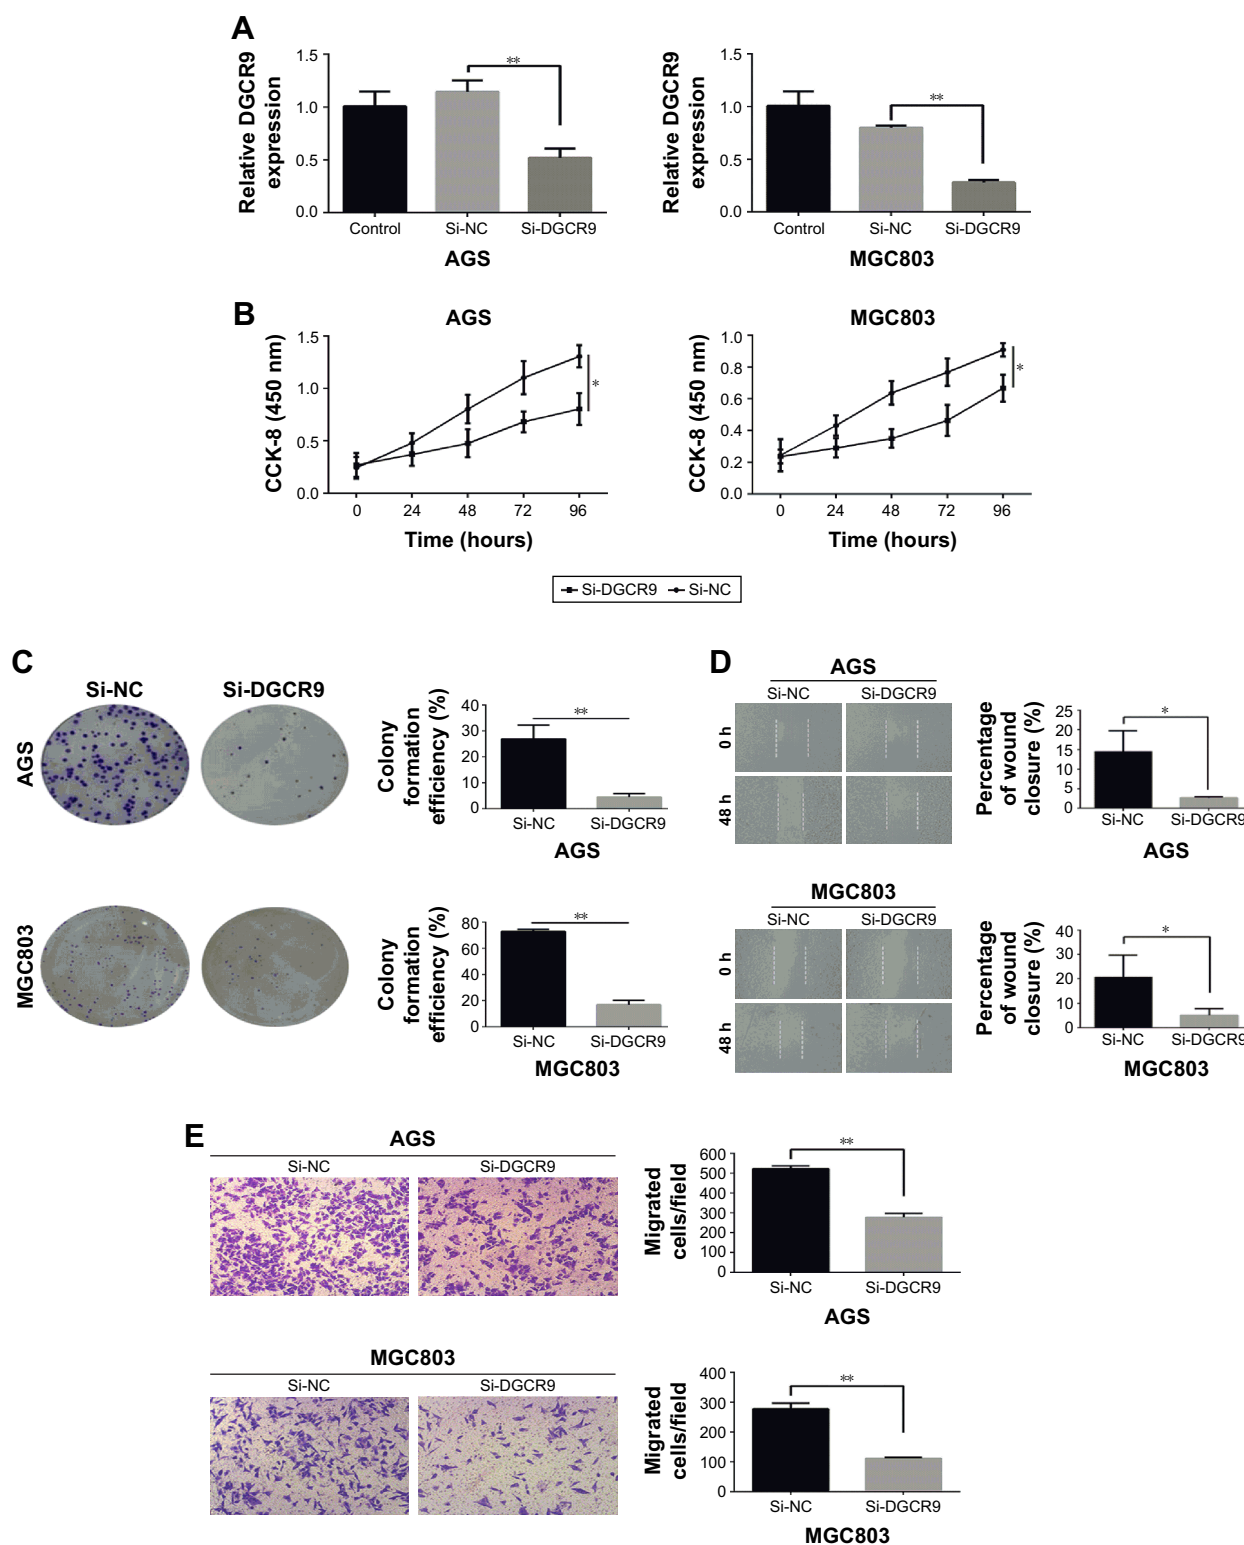 A
Relative DGCR9
expression
1.5
1.0
0.5
0.0
**
Control
Si-NC
Si-DGCR9
AGS
Relative DGCR9
expression
1.5
1.0
0.5
0.0
**
Control
Si-NC
Si-DGCR9
MGC803
B
AGS
CCK-8 (450 nm)
1.5
1.0
0.5
0.0
*
0 24 48 72 96
Time (hours)
MGC803
CCK-8 (450 nm)
1.0
0.8
0.6
0.4
0.2
0.0
*
0 24 48 72 96
Time (hours)
Si-DGCR9 Si-NC
C
Si-NC
Si-DGCR9
AGS
Colony
formation
efficiency (%)
40
30
20
10
0
**
Si-NC Si-DGCR9
AGS
MGC803
Colony
formation
efficiency (%)
80
60
40
20
0
**
Si-NC Si-DGCR9
MGC803
D
AGS
Si-NC
Si-DGCR9
0 h
48 h
Percentage
of wound
closure (%)
25
20
15
10
5
0
*
Si-NC Si-DGCR9
AGS
MGC803
Si-NC
Si-DGCR9
0 h
48 h
Percentage
of wound
closure (%)
40
30
20
10
0
*
Si-NC Si-DGCR9
MGC803
E
AGS
Si-NC
Si-DGCR9
Migrated
cells/field
600
500
400
300
200
100
0
**
Si-NC
Si-DGCR9
AGS
MGC803
Si-NC
Si-DGCR9
Migrated
cells/field
400
300
200
100
0
**
Si-NC
Si-DGCR9
MGC803